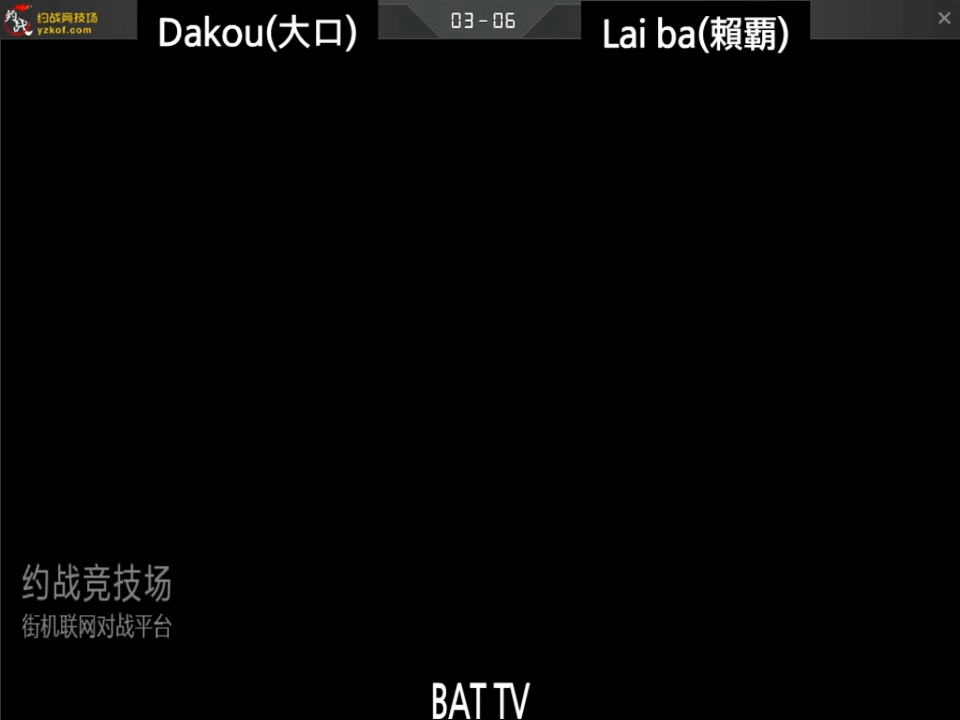 约战竞技场
yzkof.com
Dakou(大口)
03-06
Lai ba(賴霸)
约战竞技场
街机联网对战平台
BAT TV